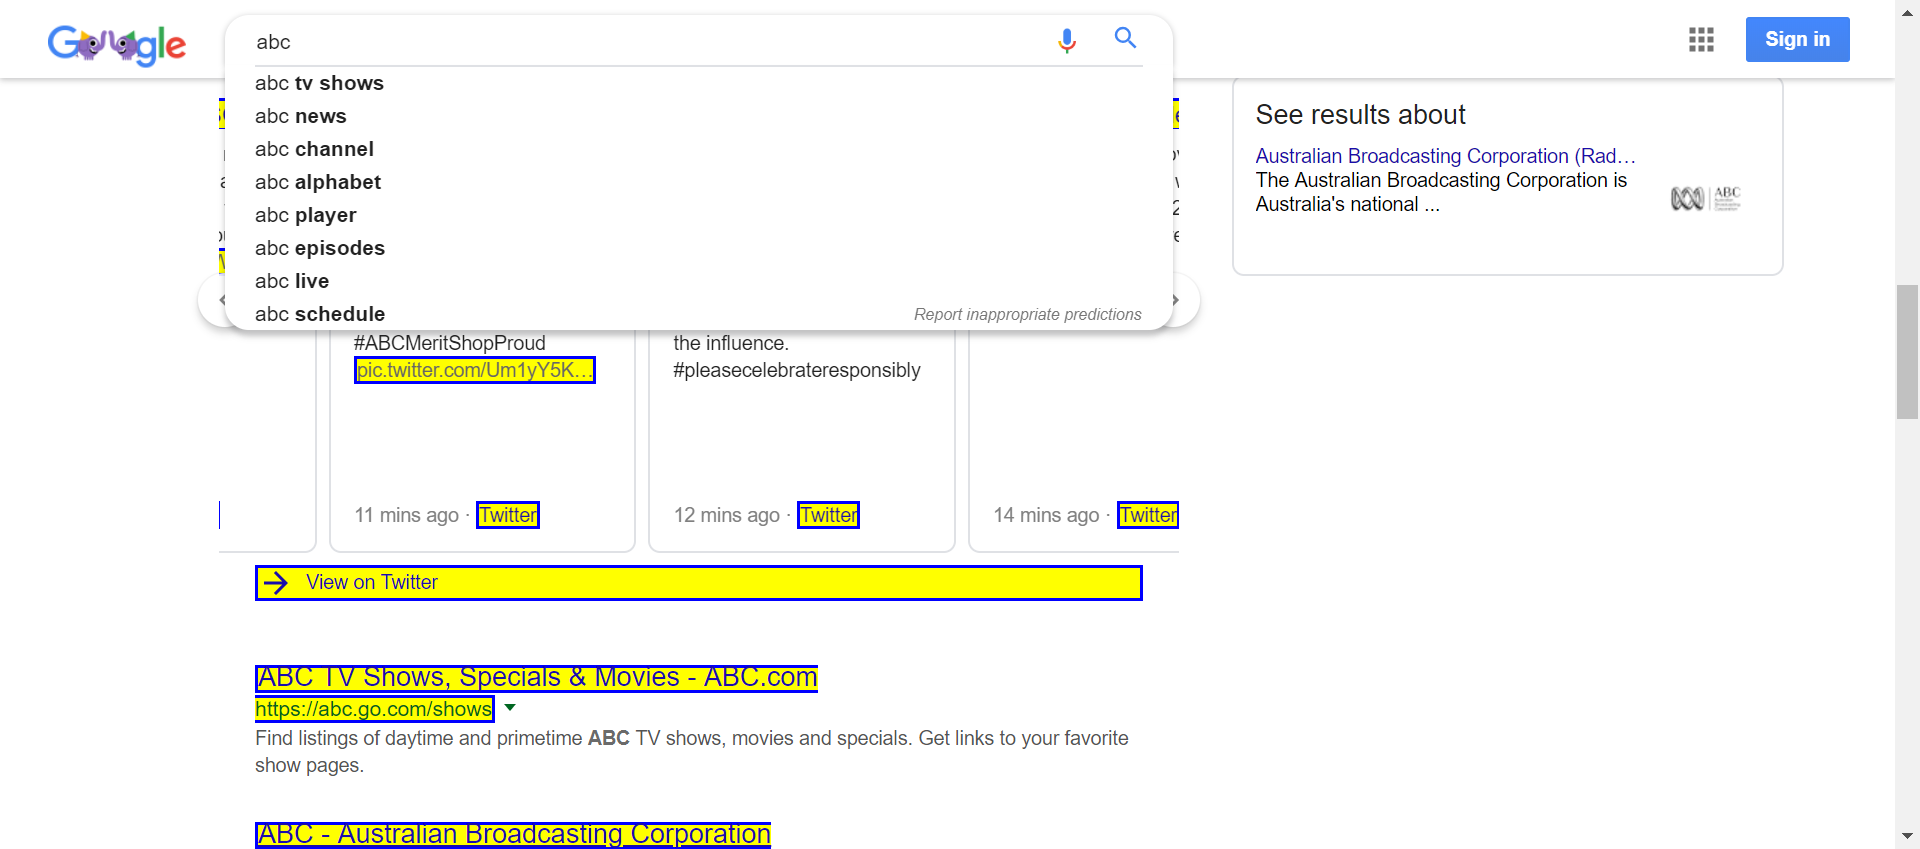 Google
abc
Sign in
abc tv shows
abc news
abc channel
abc alphabet
abc player
abc episodes
abc live
abc schedule
Report inappropriate predictions
See results about
Australian Broadcasting Corporation (Rad...
The Australian Broadcasting Corporation is
Australia's national ...
ABC
#ABCMeritShopProud
pic.twitter.com/Um1yY5K...
the influence.
#pleasecelebrateresponsibly
11 mins ago · Twitter
12 mins ago · Twitter
14 mins ago · Twitter
View on Twitter
ABC TV Shows, Specials & Movies - ABC.com
https://abc.go.com/shows
Find listings of daytime and primetime ABC TV shows, movies and specials. Get links to your favorite
show pages.
ABC - Australian Broadcasting Corporation